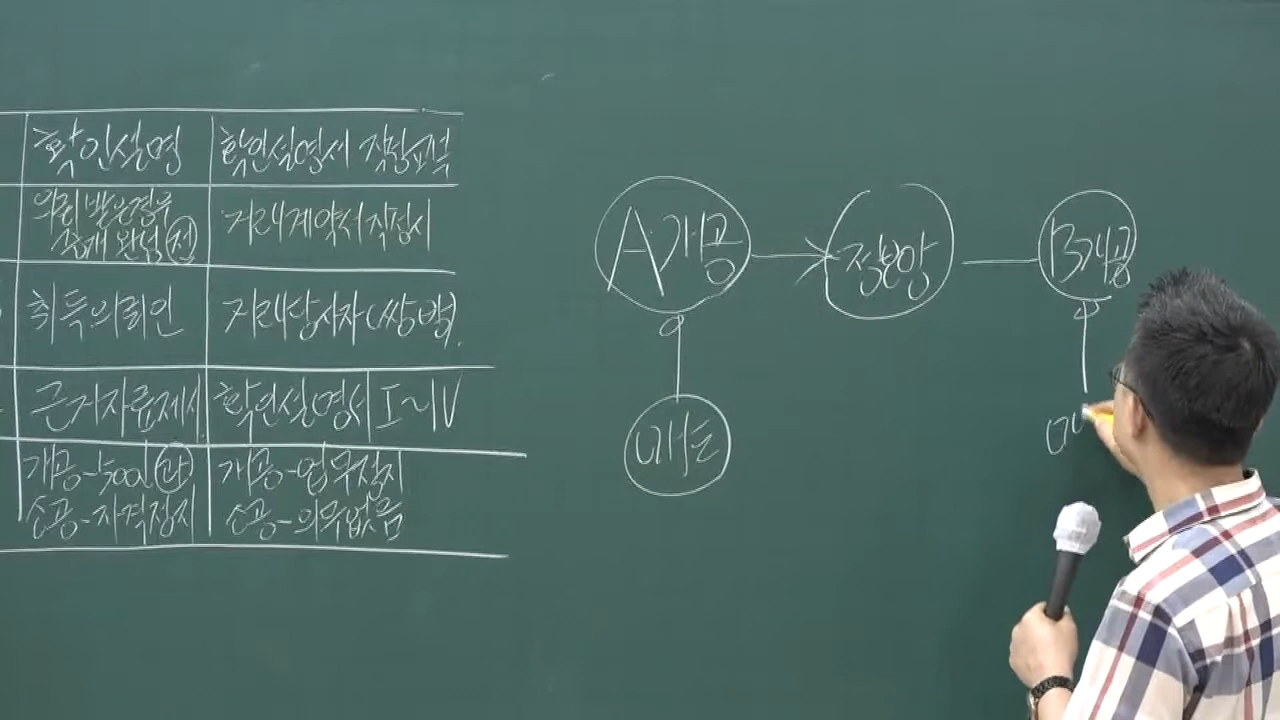 확인설명
확인설명서 작성교부
의뢰 받은경우
중개 완성 전
거래계약서작성시
취득의뢰인
거래당사자(쌍방).
근거자료제시
확인설명서 I~IV
개공-500↓ 과
개공-업무정지
소공-자격정지
소공-의무없음
A개공
정보망
B개공
매도
매